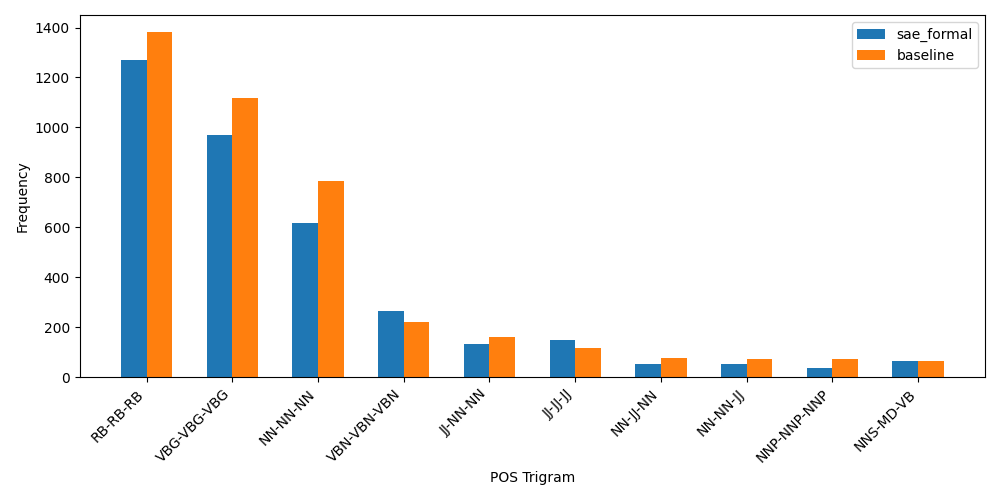 sae_formal
baseline
1400
1200
1000
800
600
400
200
0
Frequency
RB-RB-RB
VBG-VBG-VBG
NN-NN-NN
VBN-VBN-VBN
JJ-NN-NN
JJ-JJ-JJ
NN-JJ-NN
NN-NN-JJ
NNP-NNP-NNP
NNS-MD-VB
POS Trigram